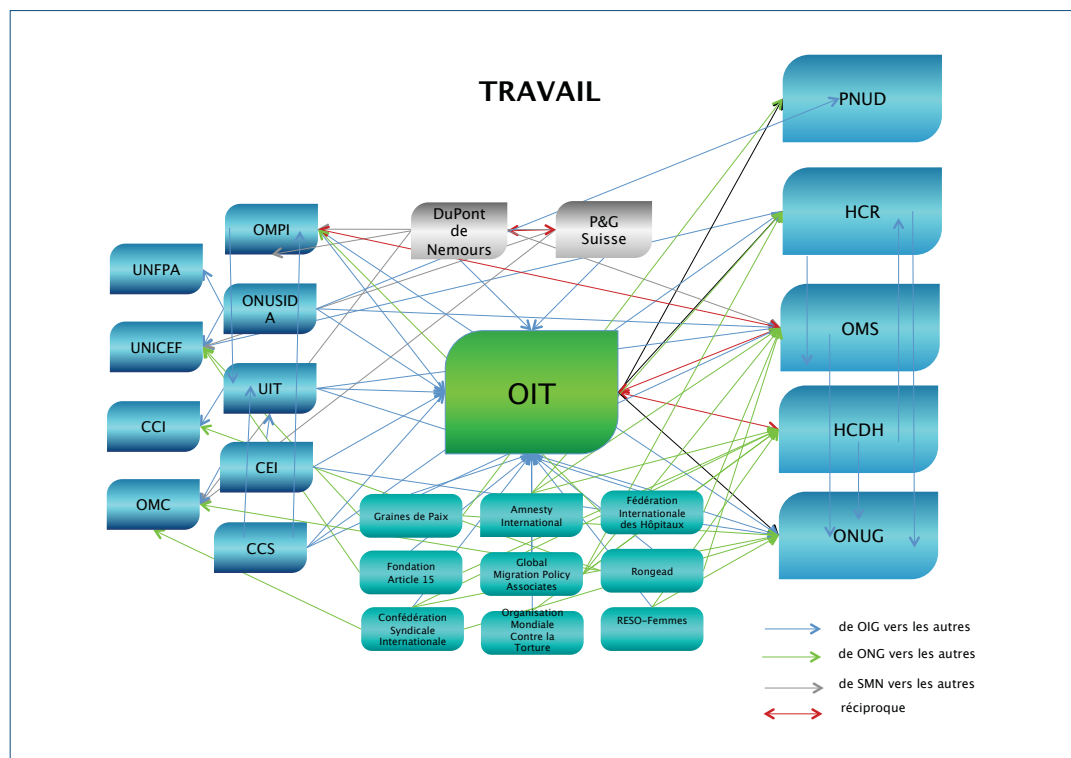 TRAVAIL
PNUD
HCR
OMS
HCDH
ONUG
OMPI
DuPont
de
Nemours
P&G
Suisse
UNFPA
ONUSID
A
UNICEF
UIT
CCI
CEI
OMC
CCS
OIT
Graines de Paix
Amnesty
International
Fédération
Internationale
des Hôpitaux
Fondation
Article 15
Global
Migration Policy
Associates
Rongead
Confédération
Syndicale
Internationale
Organisation
Mondiale
Contre la
Torture
RESO-Femmes
de OIG vers les autres
de ONG vers les autres
de SMN vers les autres
réciproque